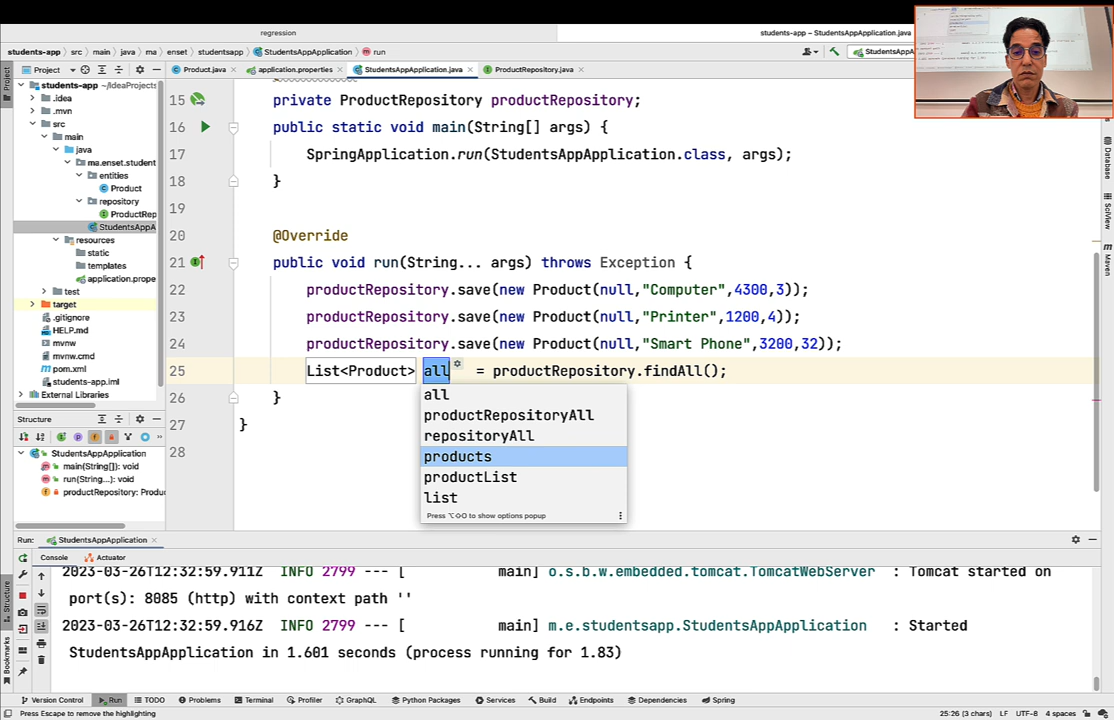 regression
students-app – StudentsAppApplication.java
students-app › src › main › java › ma › enset › studentsapp › StudentsAppApplication › run
StudentsAp
Project
Product.java
application.properties
StudentsAppApplication.java
ProductRepository.java
students-app ~/IdeaProjects
.idea
.mvn
src
main
java
ma.enset.student
entities
Product
repository
ProductRep
StudentsAppA
resources
static
templates
application.prope
test
target
.gitignore
HELP.md
mvnw
mvnw.cmd
pom.xml
students-app.iml
External Libraries
Structure
StudentsAppApplication
main(String[]): void
run(String...): void
productRepository: Produc
15 private ProductRepository productRepository;
16 public static void main(String[] args) {
17 SpringApplication.run(StudentsAppApplication.class, args);
18 }
19
20 @Override
21 public void run(String... args) throws Exception {
22 productRepository.save(new Product(null,"Computer",4300,3));
23 productRepository.save(new Product(null,"Printer",1200,4));
24 productRepository.save(new Product(null,"Smart Phone",3200,32));
25 List<Product> all = productRepository.findAll();
26 }
27 }
28
all
productRepositoryAll
repositoryAll
products
productList
list
Press ⌥⇧O to show options popup
Database
SciView
Maven
Project
Structure
Bookmarks
Run: StudentsAppApplication
Console Actuator
2023-03-26T12:32:59.911Z INFO 2799 --- [ main] o.s.b.w.embedded.tomcat.TomcatWebServer : Tomcat started on
port(s): 8085 (http) with context path ''
2023-03-26T12:32:59.916Z INFO 2799 --- [ main] m.e.studentsapp.StudentsAppApplication : Started
StudentsAppApplication in 1.601 seconds (process running for 1.83)
Version Control Run TODO Problems Terminal Profiler GraphQL Python Packages Services Build Endpoints Dependencies Spring
Press Escape to remove the highlighting
25:26 (3 chars) LF UTF-8 4 spaces